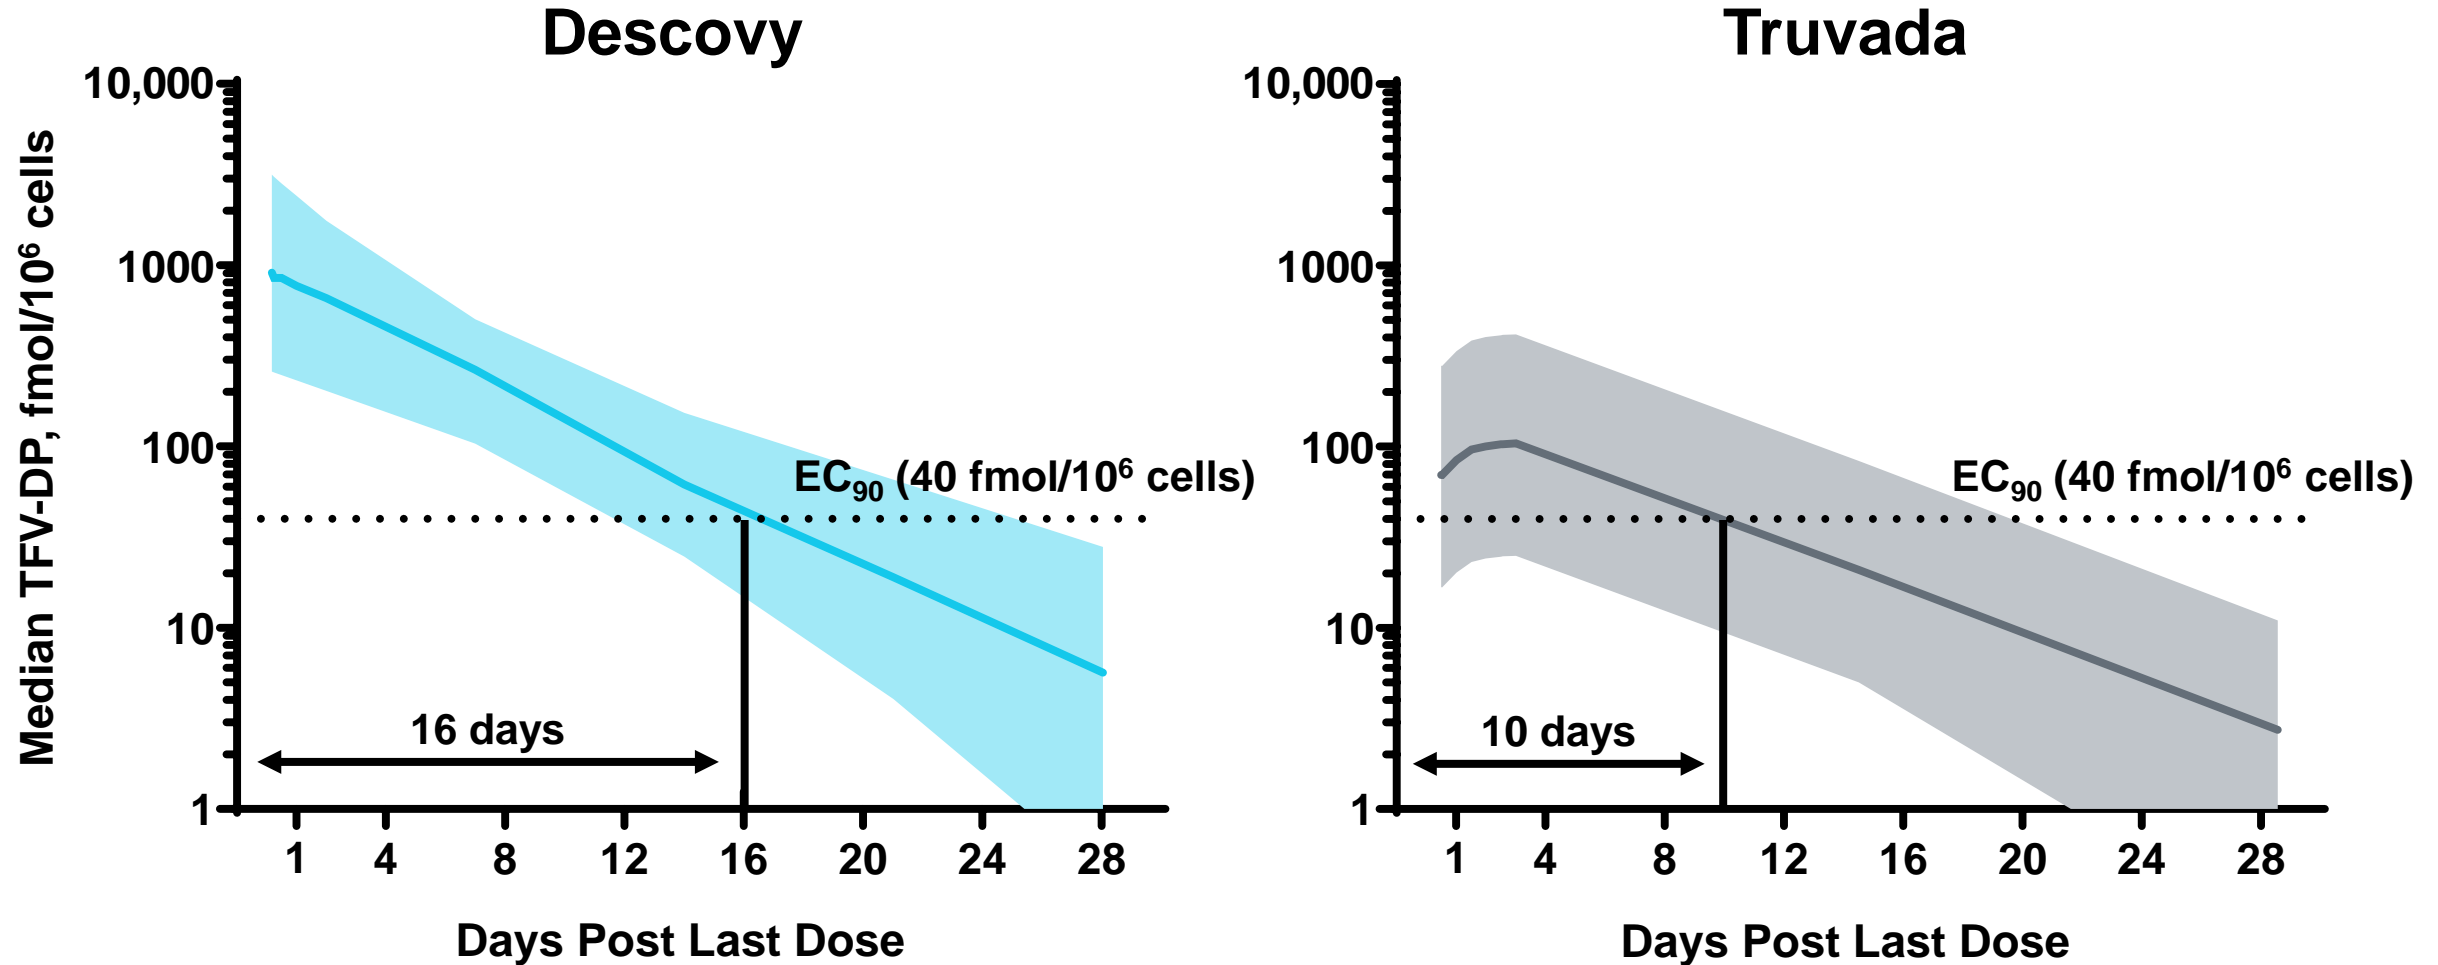 Descovy
Median TFV-DP, fmol/10⁶ cells
10,000
1000
100
10
1
EC₉₀ (40 fmol/10⁶ cells)
16 days
1 4 8 12 16 20 24 28
Days Post Last Dose
Truvada
10,000
1000
100
10
1
EC₉₀ (40 fmol/10⁶ cells)
10 days
1 4 8 12 16 20 24 28
Days Post Last Dose